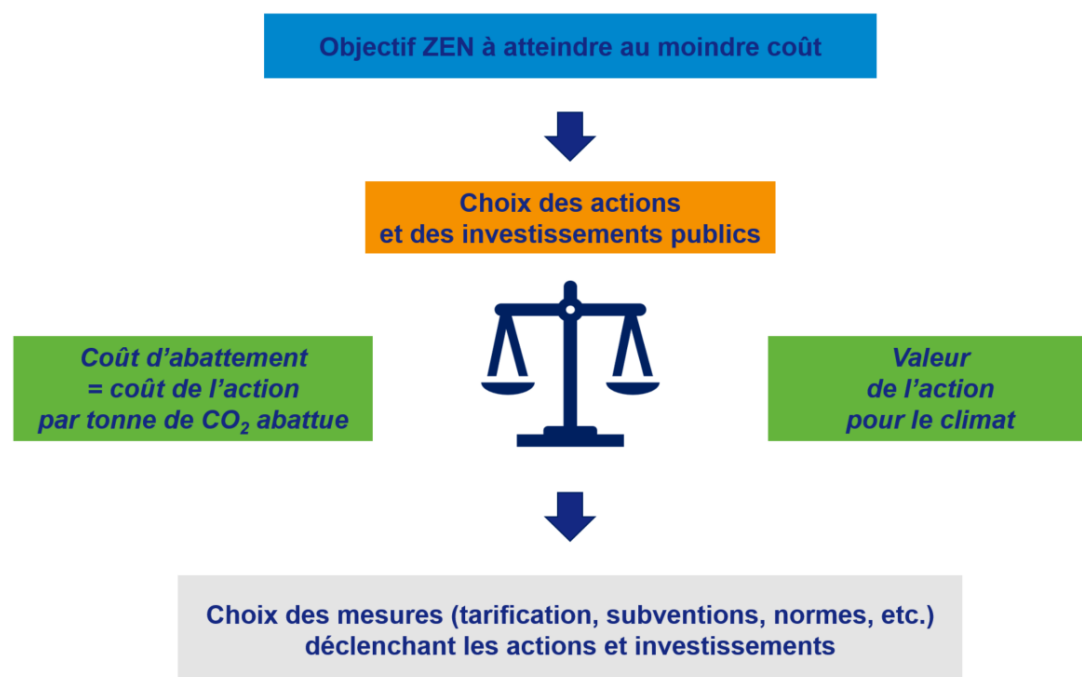 Objectif ZEN à atteindre au moindre coût
Choix des actions
et des investissements publics
Coût d'abattement
= coût de l'action
par tonne de CO₂ abattue
Valeur
de l'action
pour le climat
Choix des mesures (tarification, subventions, normes, etc.)
déclenchant les actions et investissements